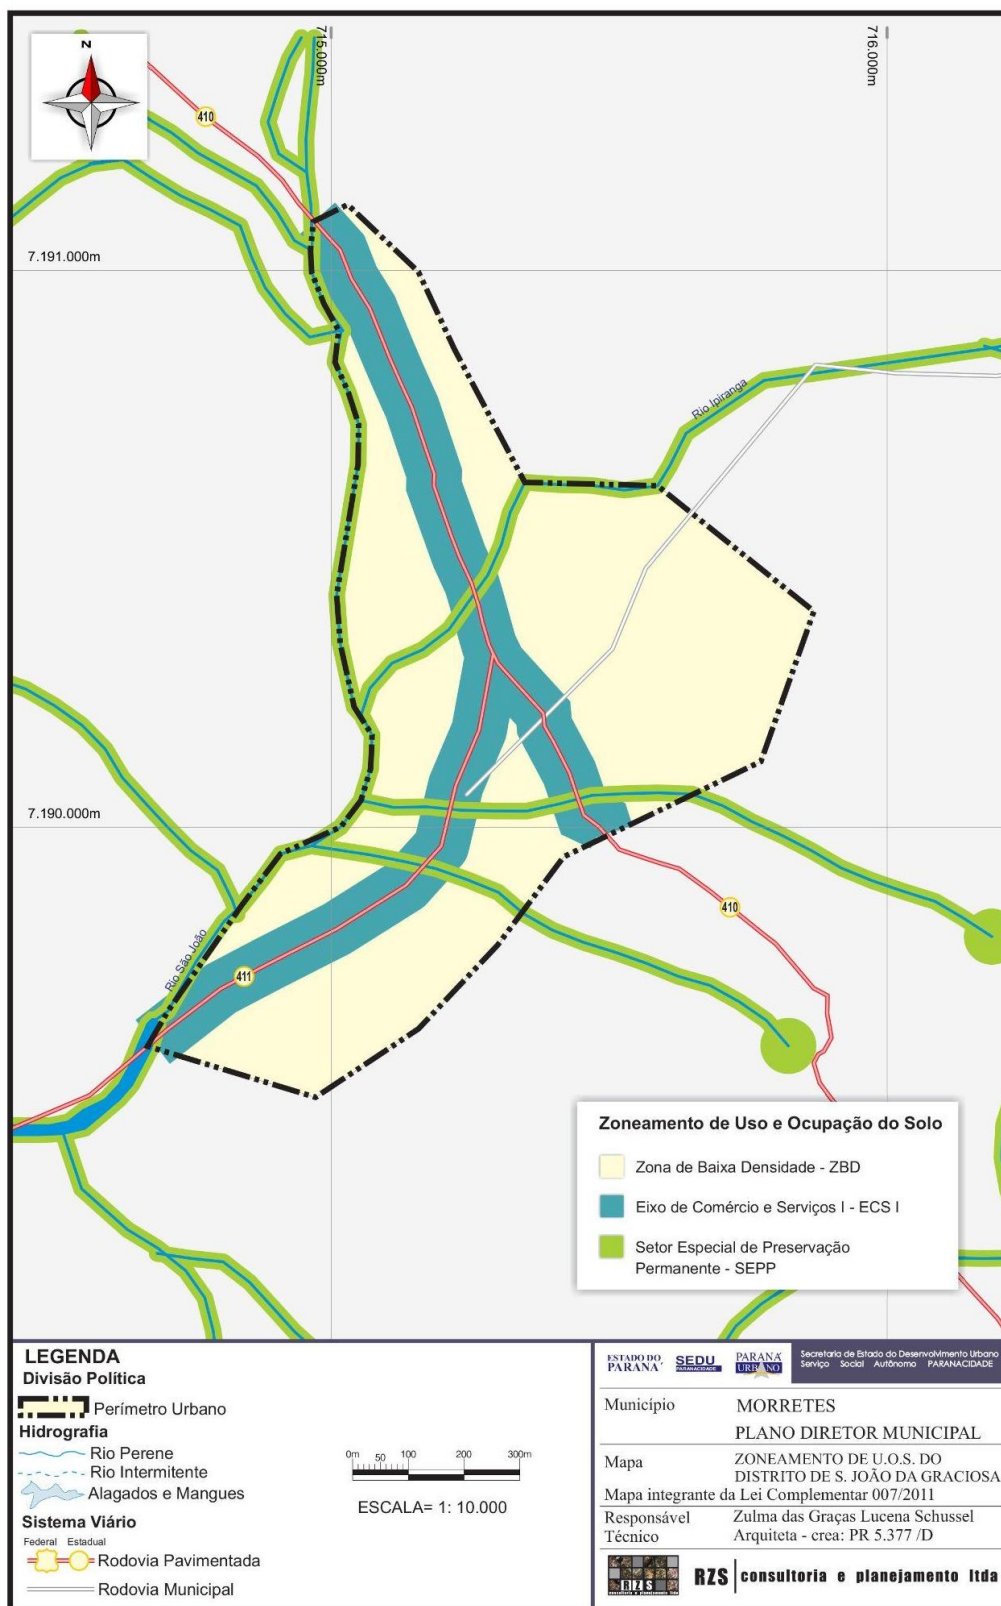 N
715.000m
716.000m
410
7.191.000m
Rio Ipiranga
7.190.000m
410
Rio São João
411
Zoneamento de Uso e Ocupação do Solo
Zona de Baixa Densidade - ZBD
Eixo de Comércio e Serviços I - ECS I
Setor Especial de Preservação
Permanente - SEPP
LEGENDA
Divisão Política
Perímetro Urbano
Hidrografia
Rio Perene
Rio Intermitente
Alagados e Mangues
Sistema Viário
Federal Estadual
Rodovia Pavimentada
Rodovia Municipal
0m 50 100 200 300m
ESCALA= 1: 10.000
ESTADO DO
PARANÁ
SEDU
PARANACIDADE
PARANÁ
URBANO
Secretaria de Estado do Desenvolvimento Urbano
Serviço Social Autônomo PARANACIDADE
Município MORRETES
PLANO DIRETOR MUNICIPAL
Mapa ZONEAMENTO DE U.O.S. DO
DISTRITO DE S. JOÃO DA GRACIOSA
Mapa integrante da Lei Complementar 007/2011
Responsável Zulma das Graças Lucena Schussel
Técnico Arquiteta - crea: PR 5.377 /D
RZS
consultoria e planejamento ltda
RZS consultoria e planejamento ltda